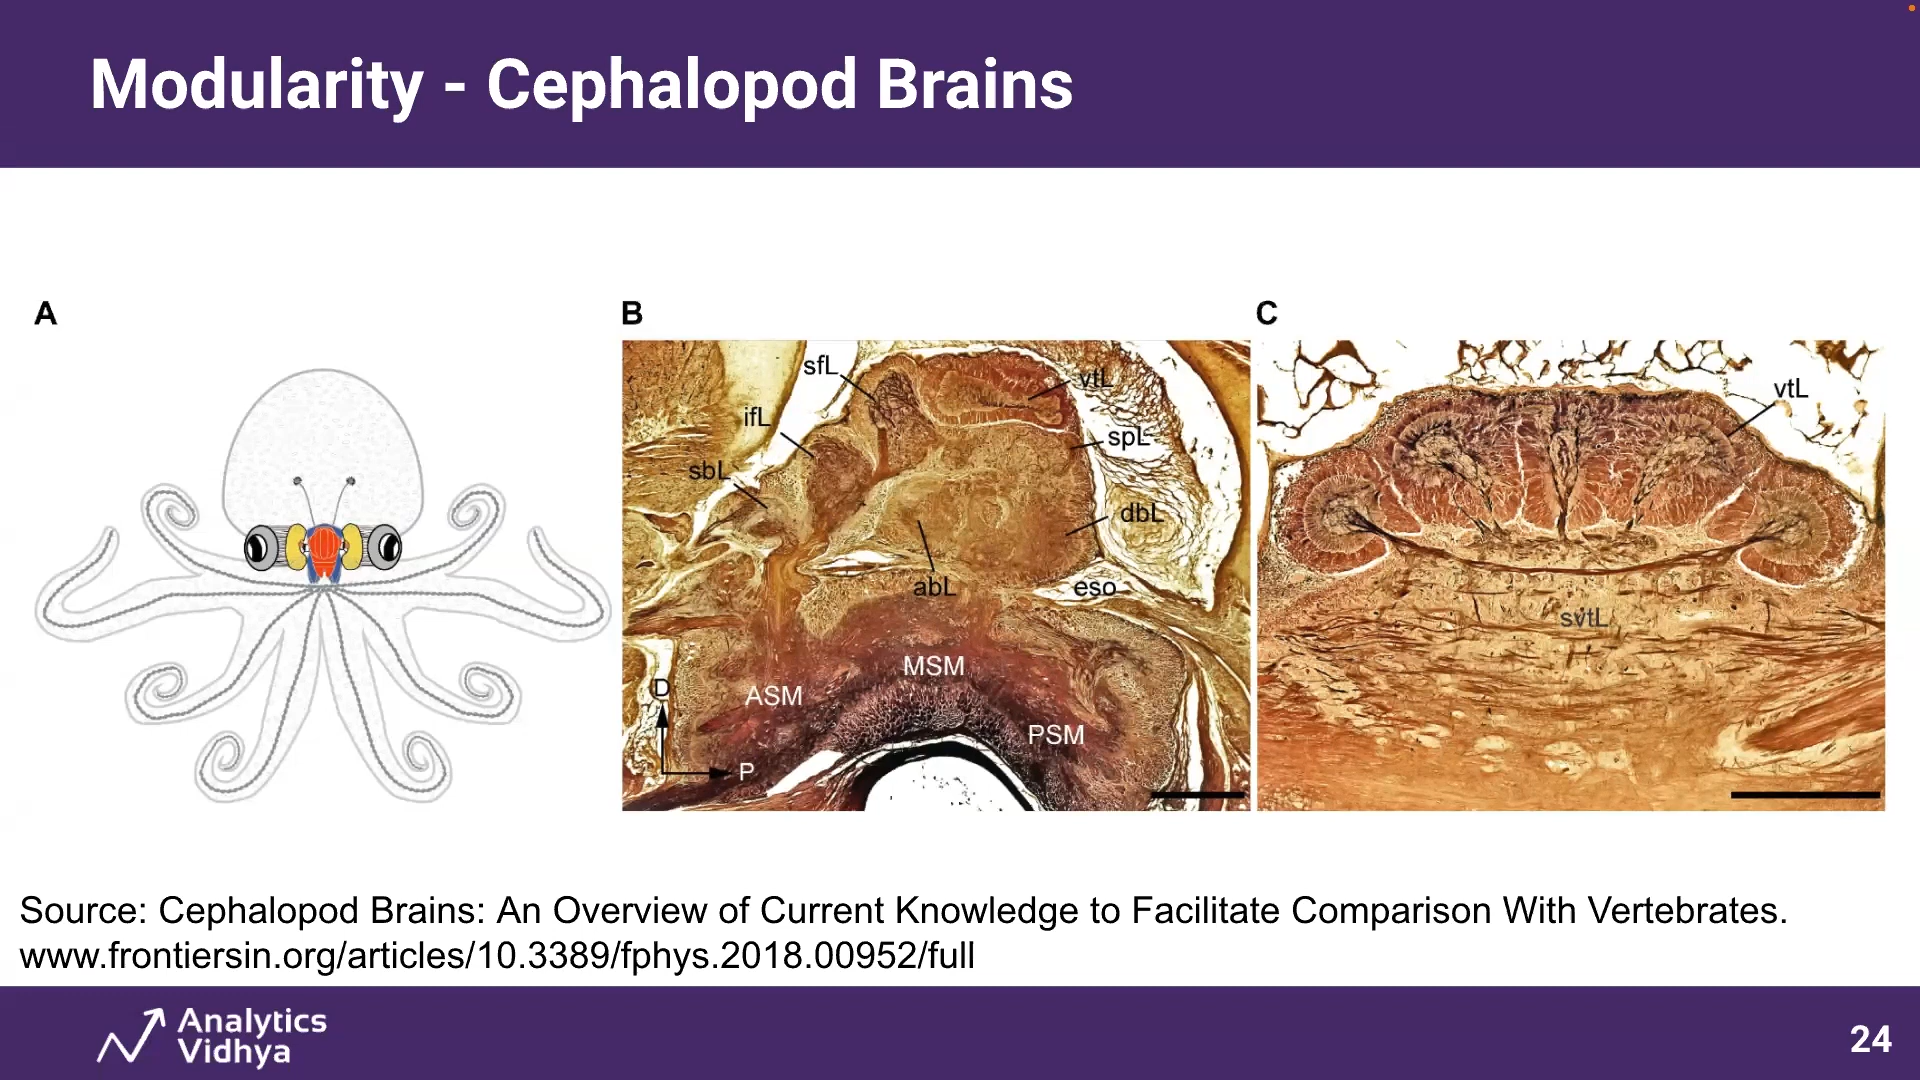 Modularity - Cephalopod Brains
A
B
C
sfL
vtL
ifL
spL
sbL
dbL
abL
eso
MSM
ASM
PSM
D
P
vtL
svtL
Source: Cephalopod Brains: An Overview of Current Knowledge to Facilitate Comparison With Vertebrates.
www.frontiersin.org/articles/10.3389/fphys.2018.00952/full
Analytics
Vidhya
24